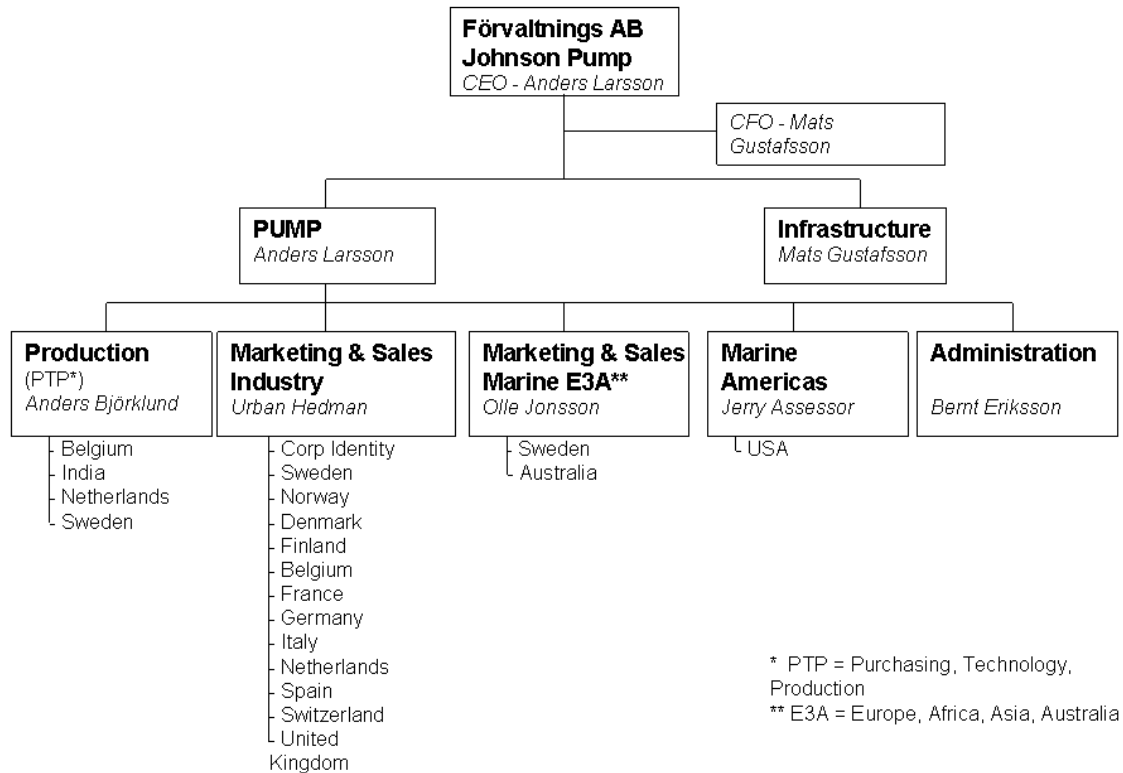 Förvaltnings AB
Johnson Pump
CEO - Anders Larsson
CFO - Mats
Gustafsson
PUMP
Anders Larsson
Infrastructure
Mats Gustafsson
Production
(PTP*)
Anders Björklund
Marketing & Sales
Industry
Urban Hedman
Marketing & Sales
Marine E3A**
Olle Jonsson
Marine
Americas
Jerry Assessor
Administration
Bernt Eriksson
- Belgium
- India
- Netherlands
- Sweden
- Corp Identity
- Sweden
- Norway
- Denmark
- Finland
- Belgium
- France
- Germany
- Italy
- Netherlands
- Spain
- Switzerland
- United
Kingdom
- Sweden
- Australia
- USA
* PTP = Purchasing, Technology,
Production
** E3A = Europe, Africa, Asia, Australia